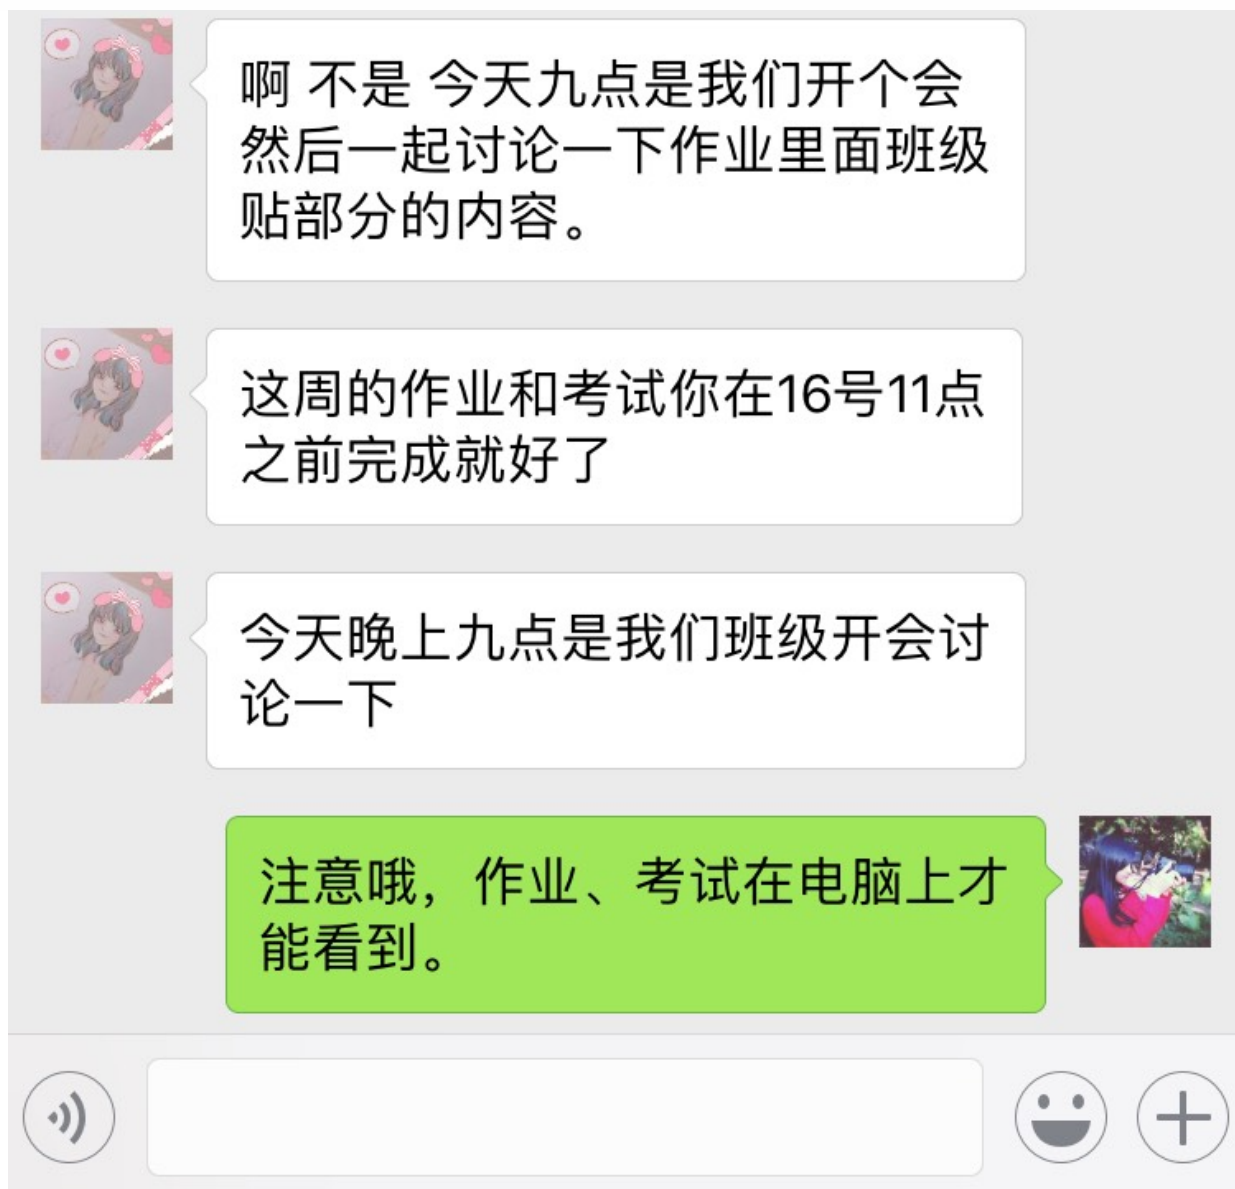 啊 不是 今天九点是我们开个会
然后一起讨论一下作业里面班级
贴部分的内容。
这周的作业和考试你在16号11点
之前完成就好了
今天晚上九点是我们班级开会讨
论一下
注意哦，作业、考试在电脑上才
能看到。